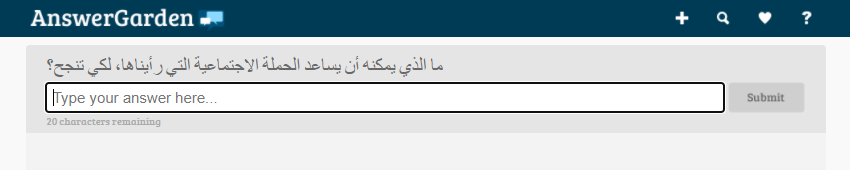 AnswerGarden
ما الذي يمكنه أن يساعد الحملة الاجتماعية التي رأيناها، لكي تنجح؟
Type your answer here...
Submit
20 characters remaining